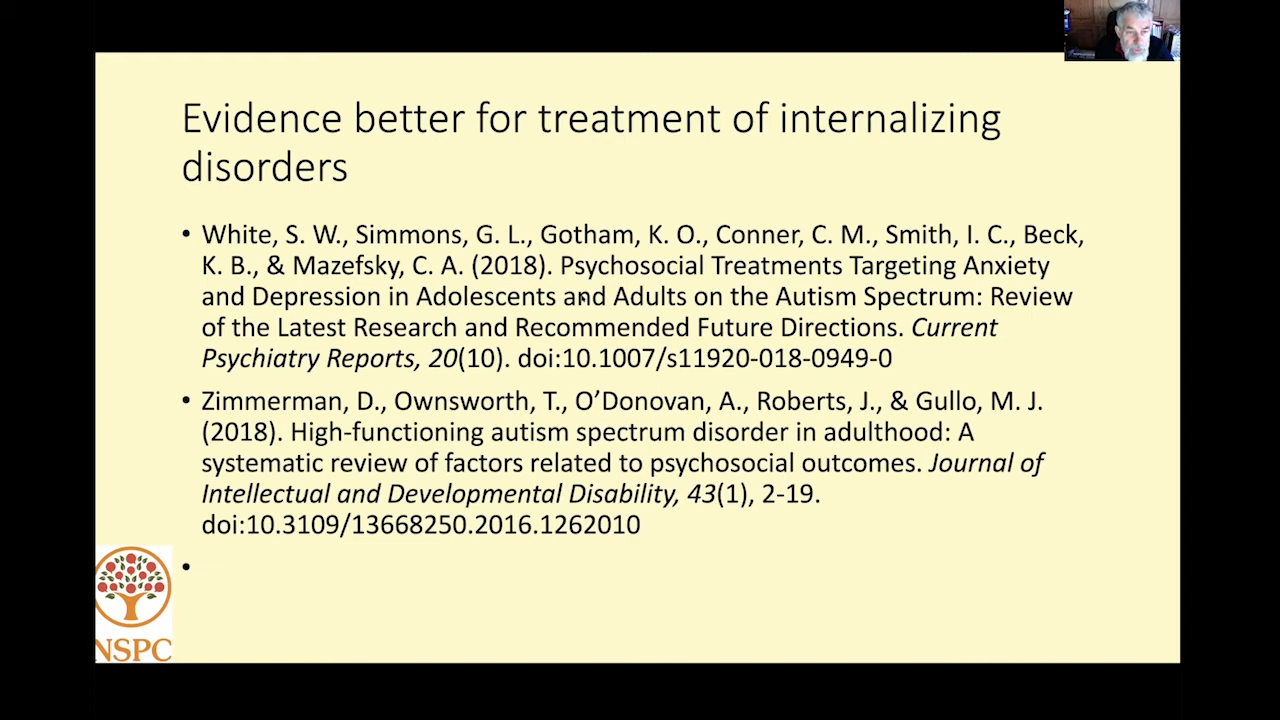 Evidence better for treatment of internalizing
disorders
• White, S. W., Simmons, G. L., Gotham, K. O., Conner, C. M., Smith, I. C., Beck,
K. B., & Mazefsky, C. A. (2018). Psychosocial Treatments Targeting Anxiety
and Depression in Adolescents and Adults on the Autism Spectrum: Review
of the Latest Research and Recommended Future Directions. Current
Psychiatry Reports, 20(10). doi:10.1007/s11920-018-0949-0
• Zimmerman, D., Ownsworth, T., O’Donovan, A., Roberts, J., & Gullo, M. J.
(2018). High-functioning autism spectrum disorder in adulthood: A
systematic review of factors related to psychosocial outcomes. Journal of
Intellectual and Developmental Disability, 43(1), 2-19.
doi:10.3109/13668250.2016.1262010
•
NSPC